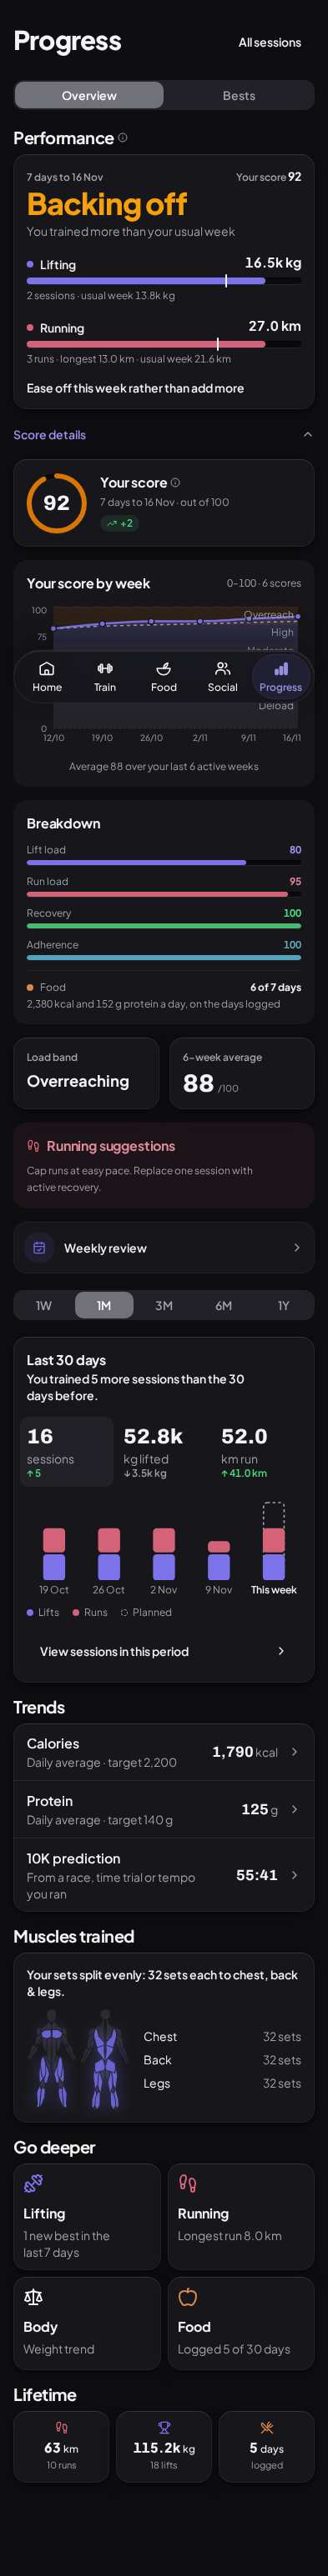 Progress
All sessions
Overview
Bests
Performance
7 days to 16 Nov
Your score 92
Backing off
You trained more than your usual week
Lifting
16.5k kg
2 sessions · usual week 13.8k kg
Running
27.0 km
3 runs · longest 13.0 km · usual week 21.6 km
Ease off this week rather than add more
Score details
92
Your score
7 days to 16 Nov · out of 100
+2
Your score by week
0–100 · 6 scores
100
Overreach
High
75
Home
Train
Food
Social
Progress
Deload
0
12/10
19/10
26/10
2/11
9/11
16/11
Average 88 over your last 6 active weeks
Breakdown
Lift load
80
Run load
95
Recovery
100
Adherence
100
Food
6 of 7 days
2,380 kcal and 152 g protein a day, on the days logged
Load band
Overreaching
6-week average
88 /100
Running suggestions
Cap runs at easy pace. Replace one session with
active recovery.
Weekly review
1W
1M
3M
6M
1Y
Last 30 days
You trained 5 more sessions than the 30
days before.
16
sessions
↑ 5
52.8k
kg lifted
↓ 3.5k kg
52.0
km run
↑ 41.0 km
19 Oct
26 Oct
2 Nov
9 Nov
This week
Lifts
Runs
Planned
View sessions in this period
Trends
Calories
Daily average · target 2,200
1,790 kcal
Protein
Daily average · target 140 g
125 g
10K prediction
From a race, time trial or tempo
you ran
55:41
Muscles trained
Your sets split evenly: 32 sets each to chest, back
& legs.
Chest
32 sets
Back
32 sets
Legs
32 sets
Go deeper
Lifting
1 new best in the
last 7 days
Running
Longest run 8.0 km
Body
Weight trend
Food
Logged 5 of 30 days
Lifetime
63 km
10 runs
115.2k kg
18 lifts
5 days
logged